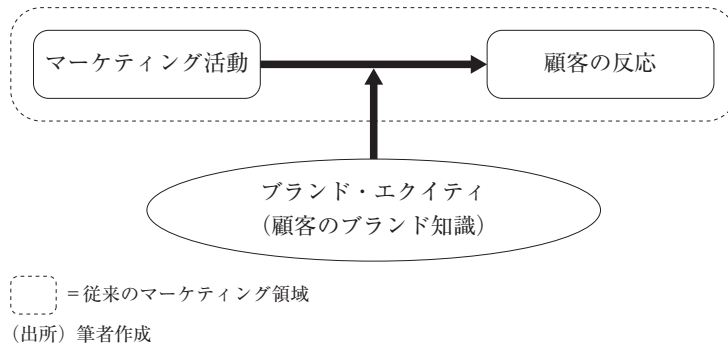 マーケティング活動
顧客の反応
ブランド・エクイティ
（顧客のブランド知識）
＝従来のマーケティング領域
（出所）筆者作成